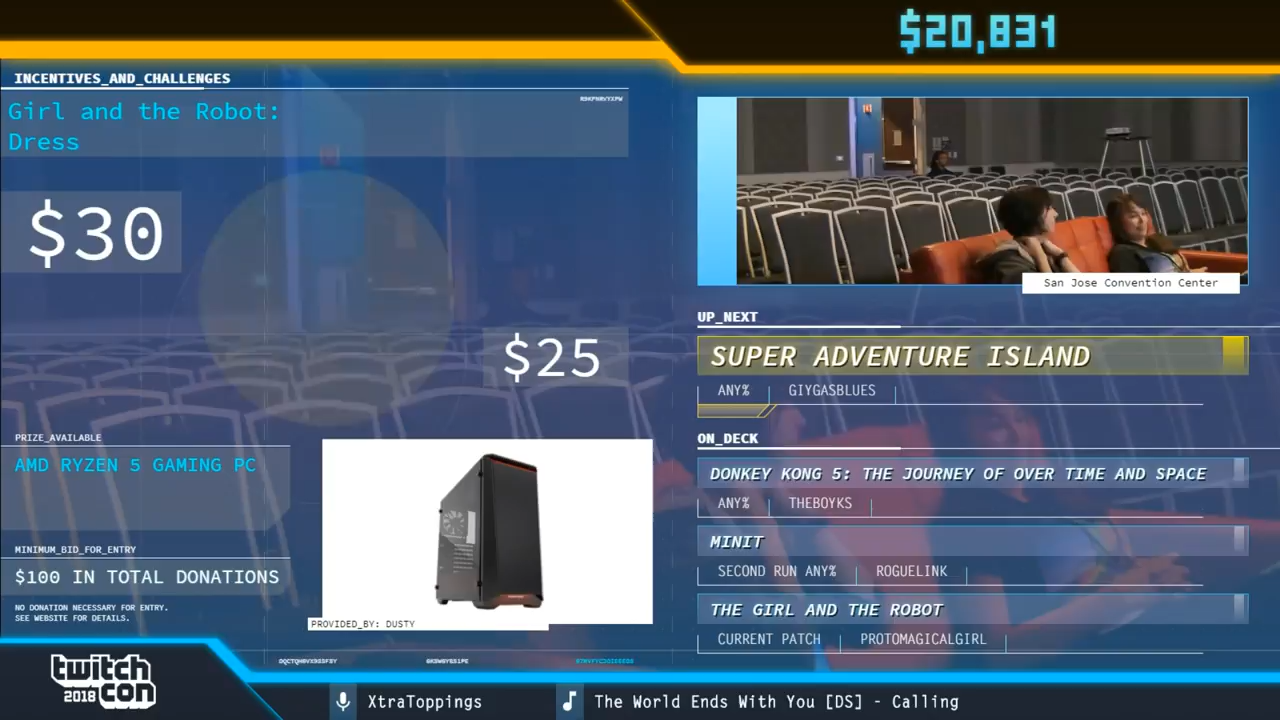 $20,831
INCENTIVES_AND_CHALLENGES
Girl and the Robot:
Dress
$30
$25
PRIZE_AVAILABLE
AMD RYZEN 5 GAMING PC
MINIMUM_BID_FOR_ENTRY
$100 IN TOTAL DONATIONS
NO DONATION NECESSARY FOR ENTRY.
SEE WEBSITE FOR DETAILS.
PROVIDED_BY: DUSTY
San Jose Convention Center
UP_NEXT
SUPER ADVENTURE ISLAND
ANY% GIYGASBLUES
ON_DECK
DONKEY KONG 5: THE JOURNEY OF OVER TIME AND SPACE
ANY% THEBOYKS
MINIT
SECOND RUN ANY% ROGUELINK
THE GIRL AND THE ROBOT
CURRENT PATCH PROTOMAGICALGIRL
twitch
2018 con
XtraToppings
The World Ends With You [DS] - Calling